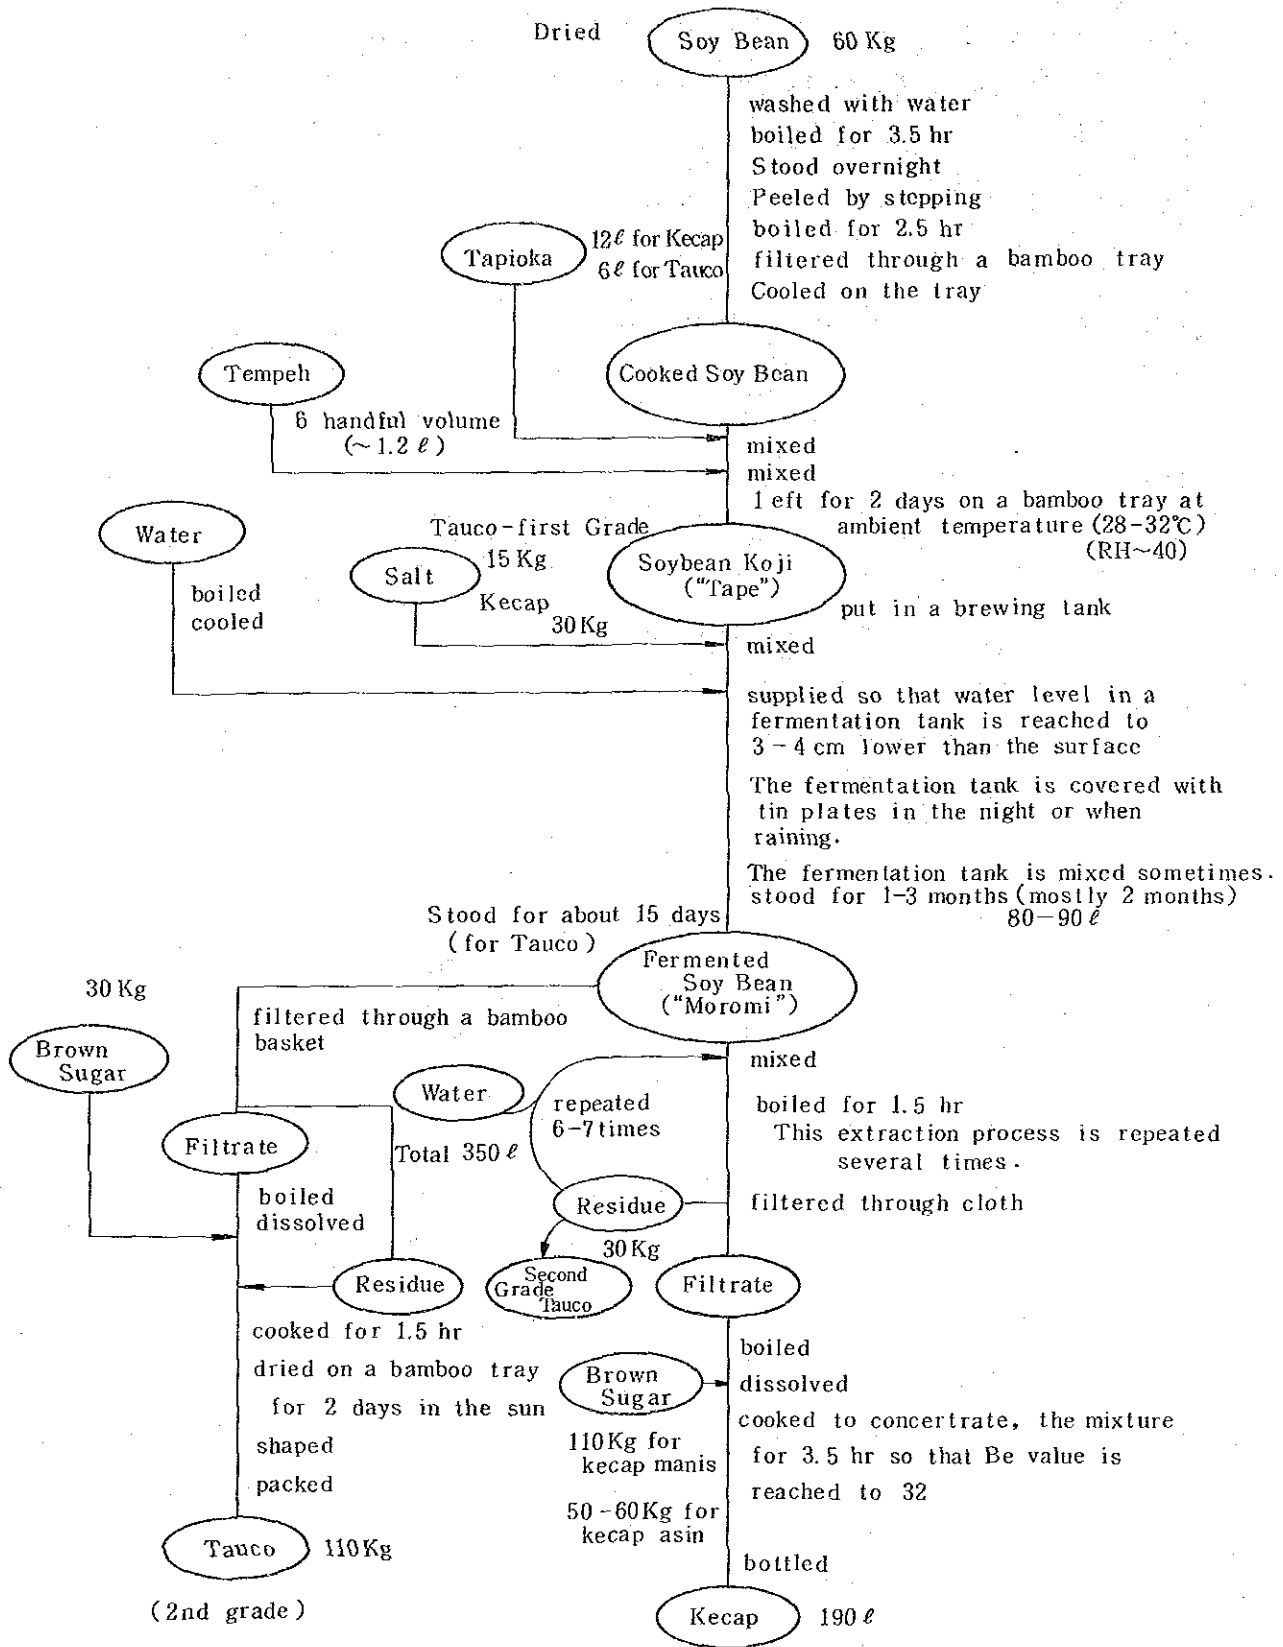 Dried
Soy Bean
60 Kg
washed with water
boiled for 3.5 hr
Stood overnight
Peeled by stepping
boiled for 2.5 hr
filtered through a bamboo tray
Cooled on the tray
Tapioka
12ℓ for Kecap
6ℓ for Tauco
Cooked Soy Bean
Tempeh
6 handful volume
(~1.2 ℓ)
mixed
mixed
1 eft for 2 days on a bamboo tray at
ambient temperature (28-32℃)
(RH~40)
Water
boiled
cooled
Tauco-first Grade
15 Kg
Salt
Kecap
30 Kg
Soybean Koji
("Tape")
put in a brewing tank
mixed
supplied so that water level in a
fermentation tank is reached to
3 - 4 cm lower than the surface
The fermentation tank is covered with
tin plates in the night or when
raining.
The fermentation tank is mixed sometimes.
stood for 1-3 months (mostly 2 months)
80-90 ℓ
Stood for about 15 days
(for Tauco)
Fermented
Soy Bean
("Moromi")
30 Kg
Brown
Sugar
filtered through a bamboo
basket
Water
repeated
6-7 times
Total 350 ℓ
mixed
boiled for 1.5 hr
This extraction process is repeated
several times.
Filtrate
boiled
dissolved
Residue
filtered through cloth
30 Kg
Residue
Second
Grade
Tauco
Filtrate
cooked for 1.5 hr
dried on a bamboo tray
for 2 days in the sun
shaped
packed
Tauco
110 Kg
(2nd grade)
boiled
Brown
Sugar
dissolved
cooked to concertrate, the mixture
for 3.5 hr so that Be value is
reached to 32
110 Kg for
kecap manis
50-60 Kg for
kecap asin
bottled
Kecap
190 ℓ